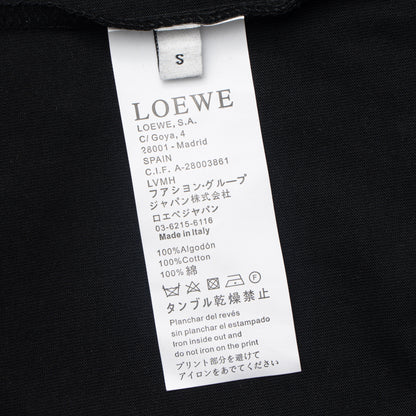 S
LOEWE
LOEWE, S.A.
C/ Goya, 4
28001 - Madrid
SPAIN
C.I.F. A-28003861
LVMH
フアション・グループ
ジャパン株式会社
ロエベジャパン
03-6215-6116
Made in Italy
100%Algodón
100%Cotton
100% 綿
タンブル乾燥禁止
Planchar del revés
sin planchar el estampado
Iron inside out and
do not iron on the print
プリント部分を避けて
アイロンをあてでください